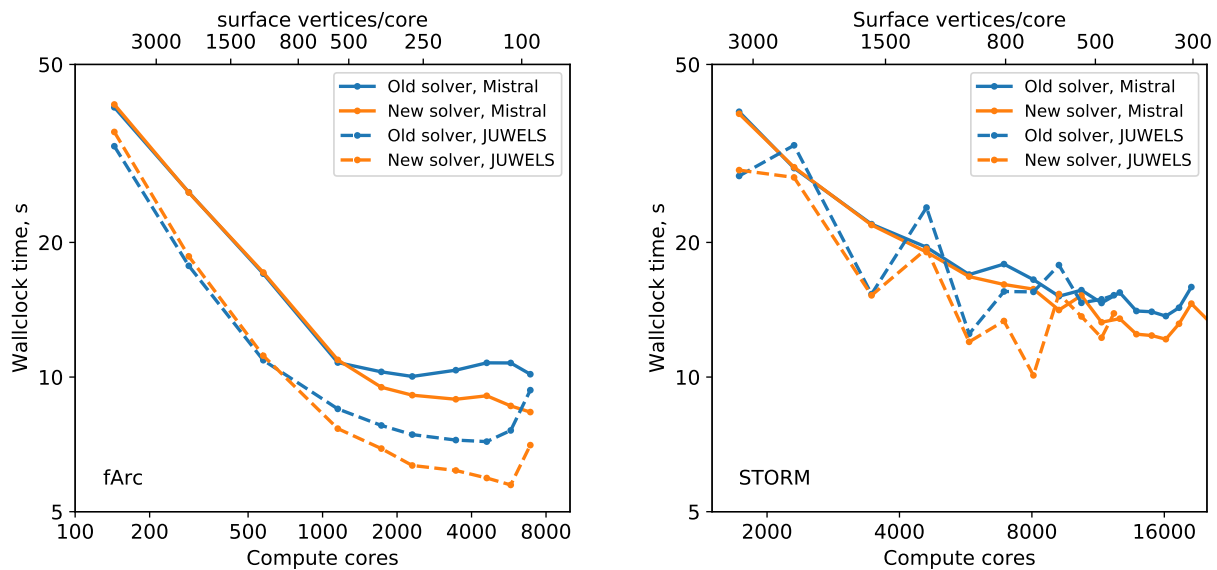 surface vertices/core
3000 1500 800 500 250 100
50
20
10
5
Wallclock time, s
Old solver, Mistral
New solver, Mistral
Old solver, JUWELS
New solver, JUWELS
fArc
100 200 500 1000 2000 4000 8000
Compute cores
Surface vertices/core
3000 1500 800 500 300
50
20
10
5
Wallclock time, s
Old solver, Mistral
New solver, Mistral
Old solver, JUWELS
New solver, JUWELS
STORM
2000 4000 8000 16000
Compute cores